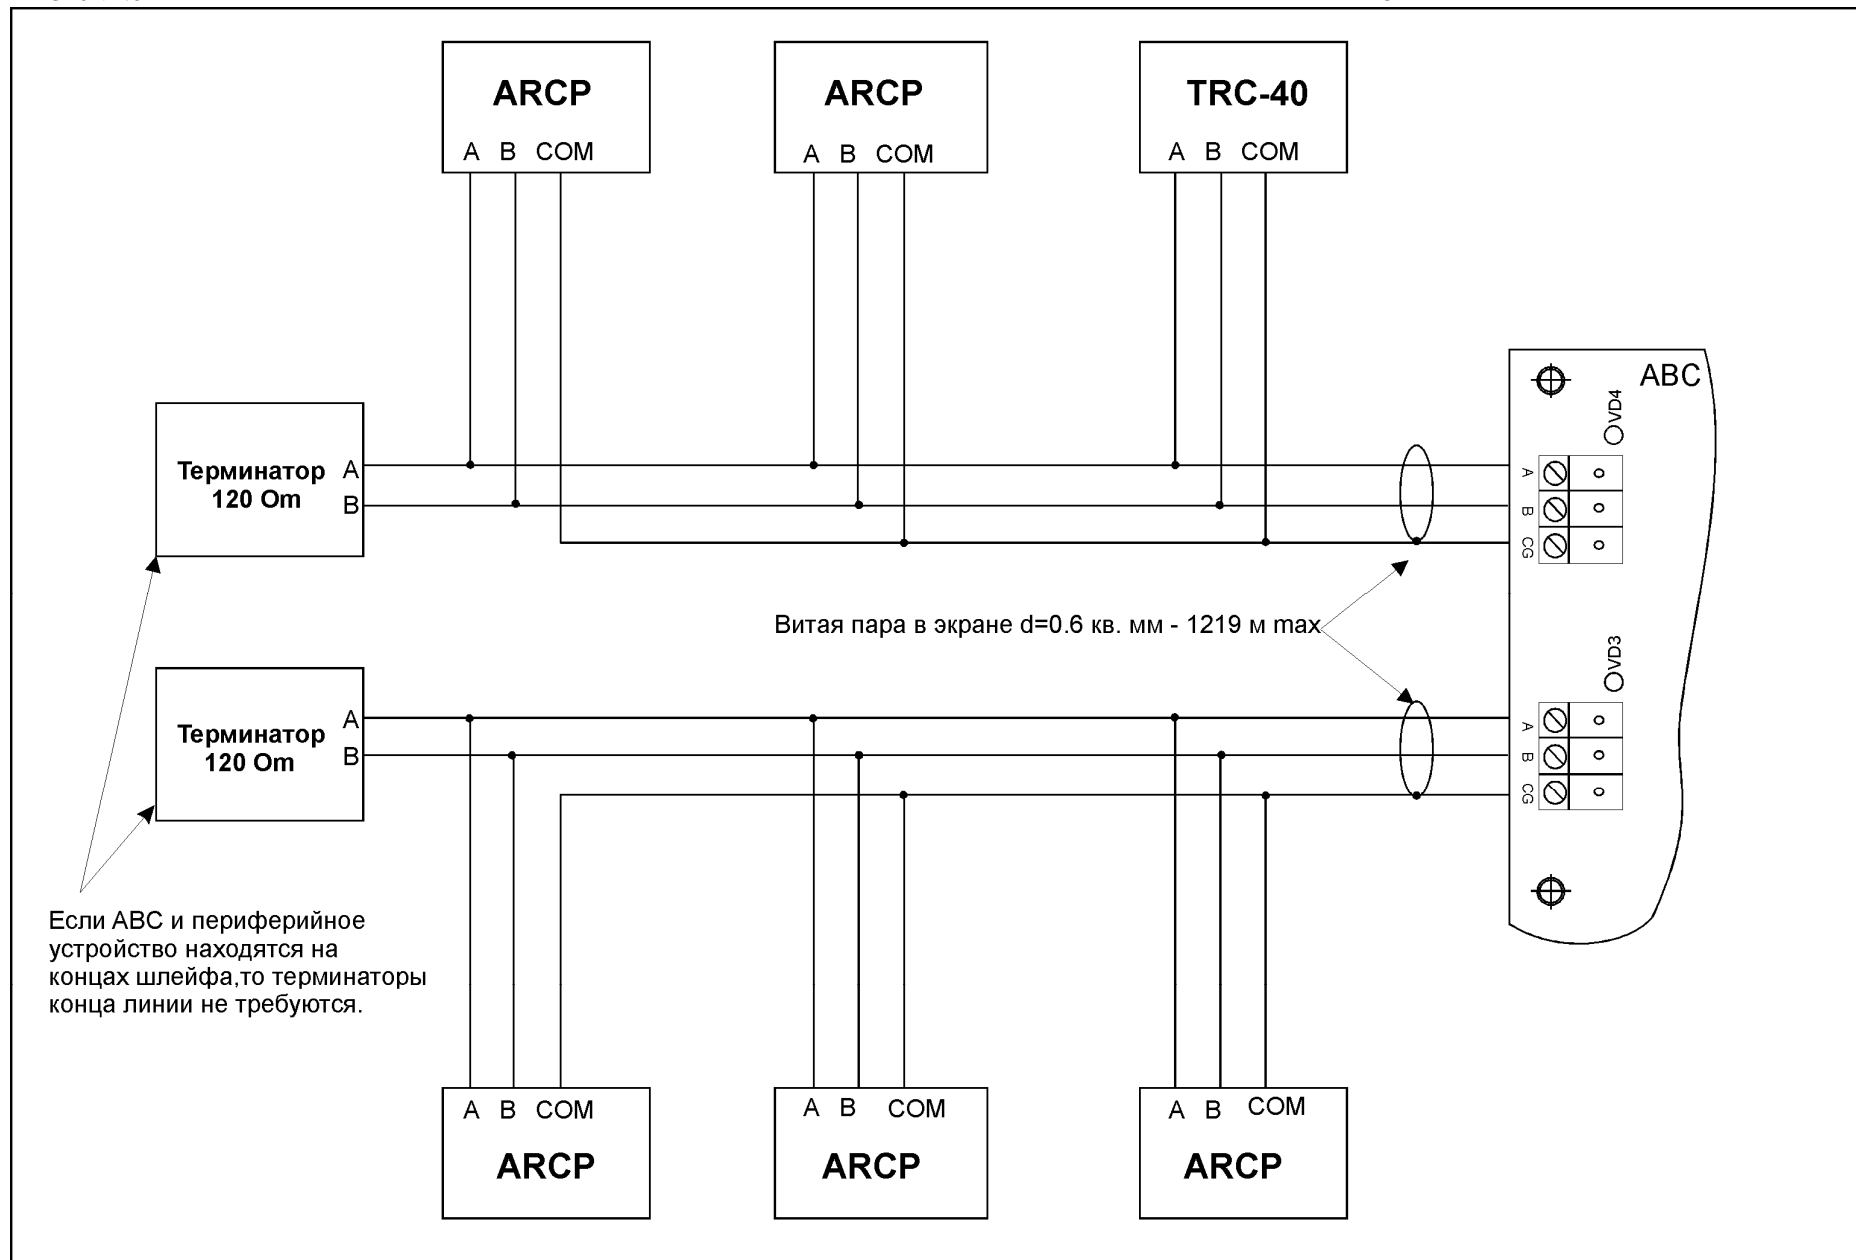 ARCP
A B COM
ARCP
A B COM
TRC-40
A B COM
ABC
VD4
A
B
CG
Терминатор
120 Om
A
B
Витая пара в экране d=0.6 кв. мм - 1219 м max
VD3
A
B
CG
Терминатор
120 Om
A
B
Если ABC и периферийное
устройство находятся на
концах шлейфа,то терминаторы
конца линии не требуются.
A B COM
ARCP
A B COM
ARCP
A B COM
ARCP